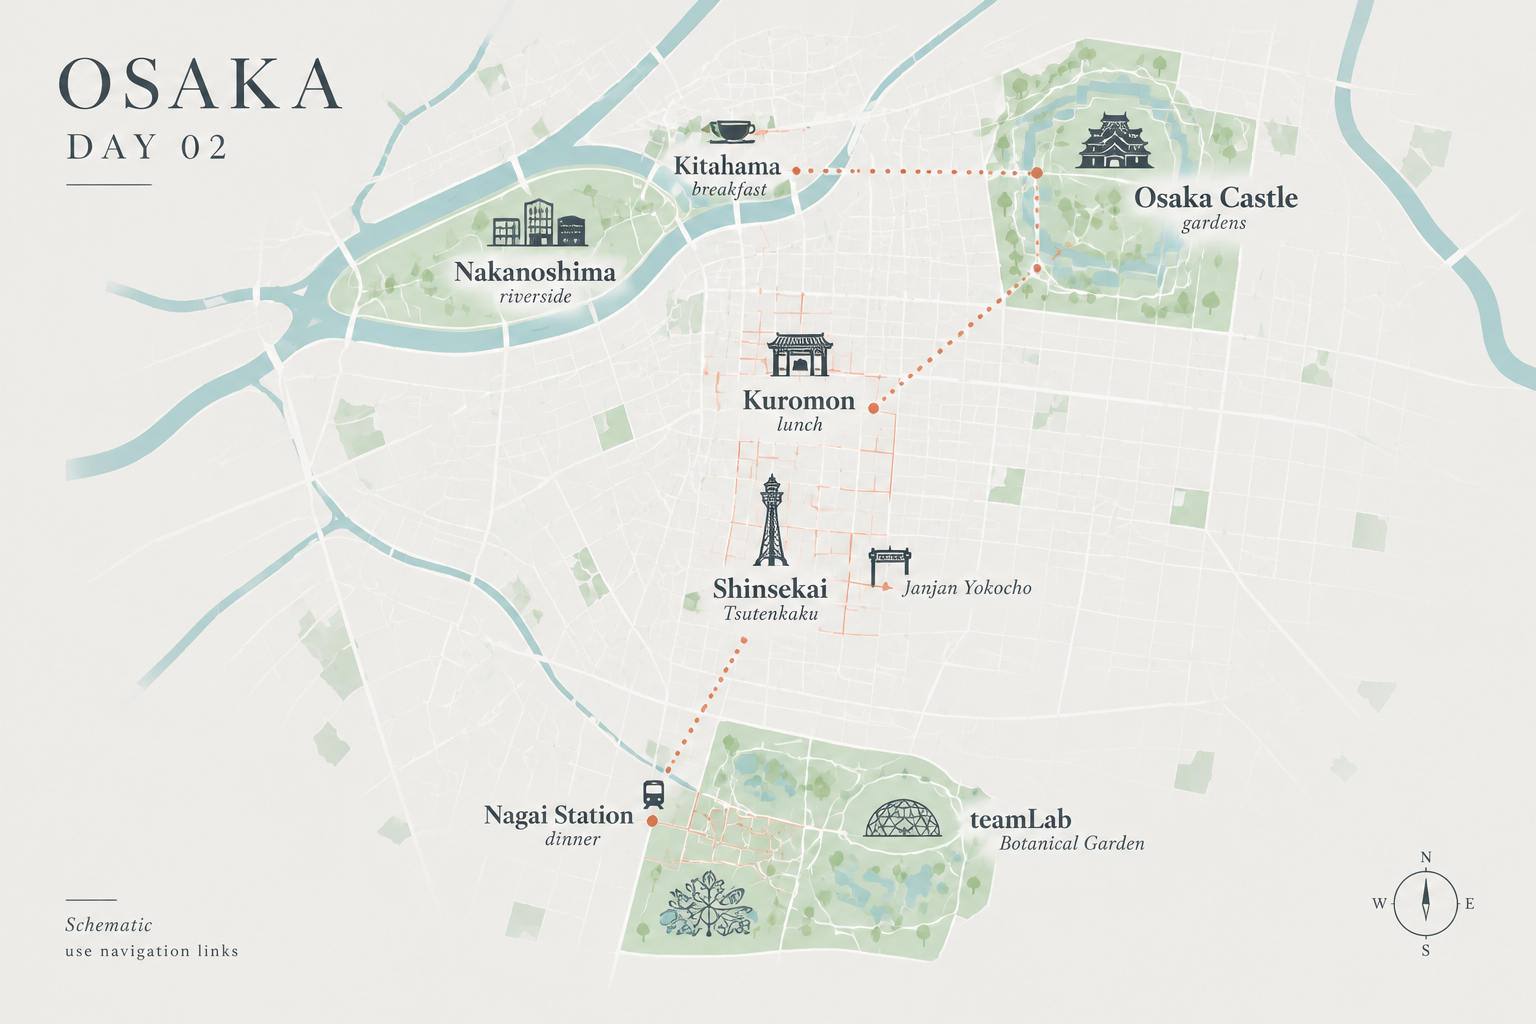 OSAKA
DAY 02
Kitahama
breakfast
Osaka Castle
gardens
Nakanoshima
riverside
Kuromon
lunch
Shinsekai
Tsutenkaku
Janjan Yokocho
Nagai Station
dinner
teamLab
Botanical Garden
Schematic
use navigation links
N
W E
S